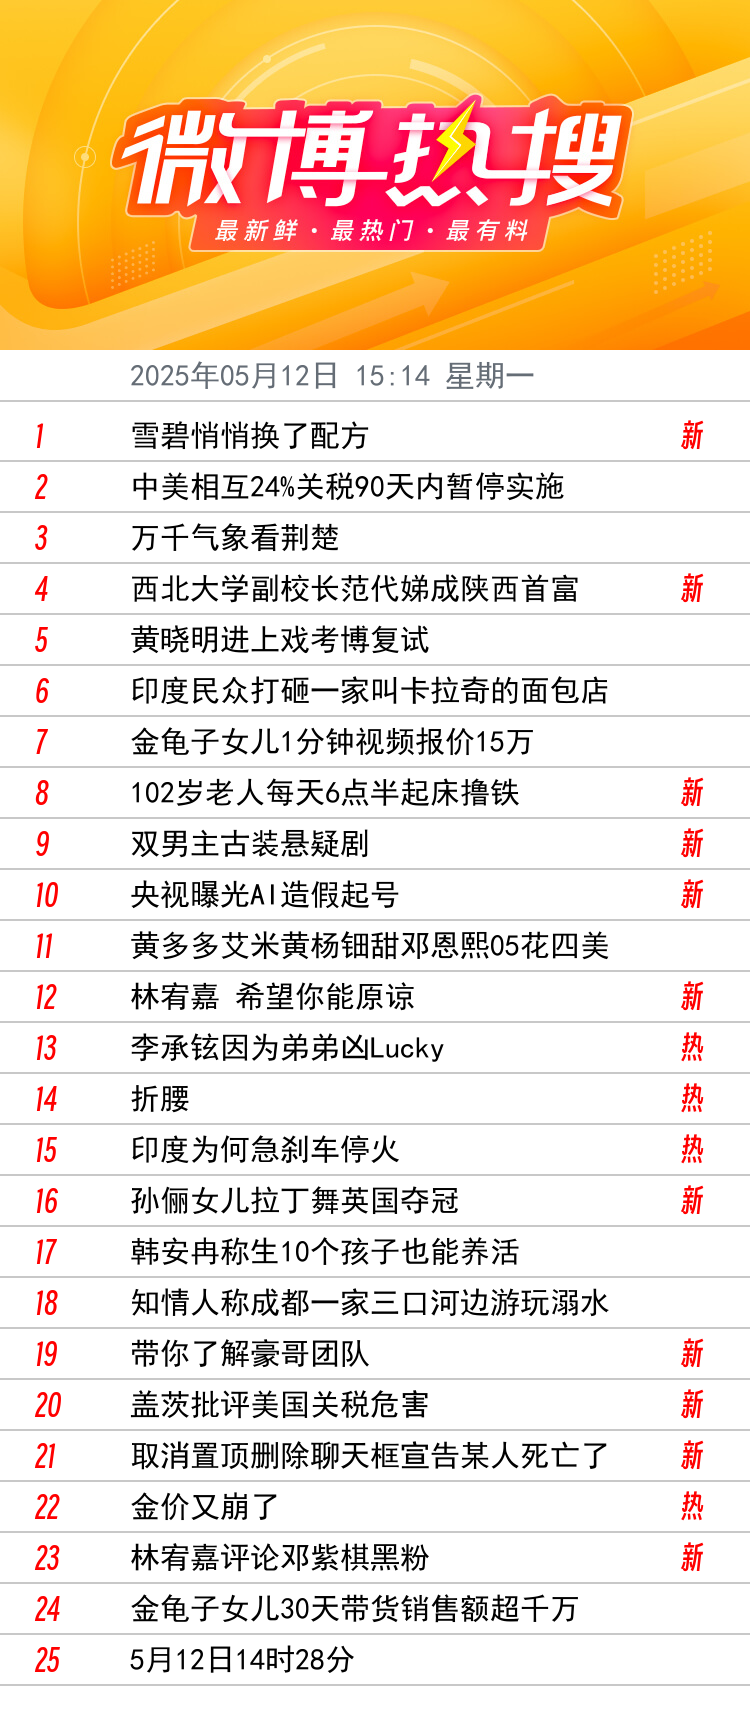 微博热搜
最新鲜·最热门·最有料
2025年05月12日 15:14 星期一
1 雪碧悄悄换了配方 新
2 中美相互24%关税90天内暂停实施
3 万千气象看荆楚
4 西北大学副校长范代娣成陕西首富 新
5 黄晓明进上戏考博复试
6 印度民众打砸一家叫卡拉奇的面包店
7 金龟子女儿1分钟视频报价15万
8 102岁老人每天6点半起床撸铁 新
9 双男主古装悬疑剧 新
10 央视曝光AI造假起号 新
11 黄多多艾米黄杨钿甜邓恩熙05花四美
12 林宥嘉 希望你能原谅 新
13 李承铉因为弟弟凶Lucky 热
14 折腰 热
15 印度为何急刹车停火 热
16 孙俪女儿拉丁舞英国夺冠 新
17 韩安冉称生10个孩子也能养活
18 知情人称成都一家三口河边游玩溺水
19 带你了解豪哥团队 新
20 盖茨批评美国关税危害 新
21 取消置顶删除聊天框宣告某人死亡了 新
22 金价又崩了 热
23 林宥嘉评论邓紫棋黑粉 新
24 金龟子女儿30天带货销售额超千万
25 5月12日14时28分